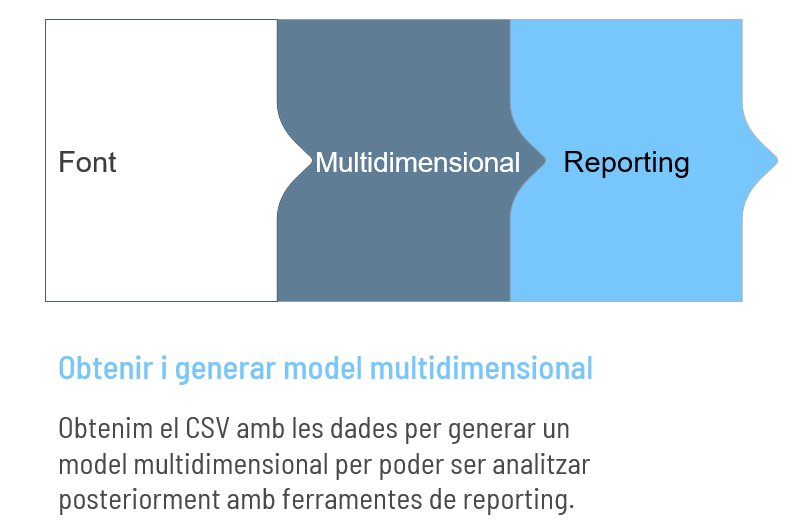 Font
Multidimensional
Reporting
Obtenir i generar model multidimensional
Obtenim el CSV amb les dades per generar un
model multidimensional per poder ser analitzar
posteriorment amb ferramentes de reporting.